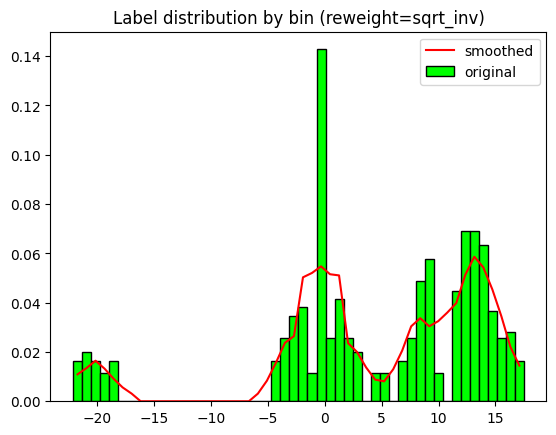 Label distribution by bin (reweight=sqrt_inv)
smoothed
original
0.14
0.12
0.10
0.08
0.06
0.04
0.02
0.00
−20 −15 −10 −5 0 5 10 15